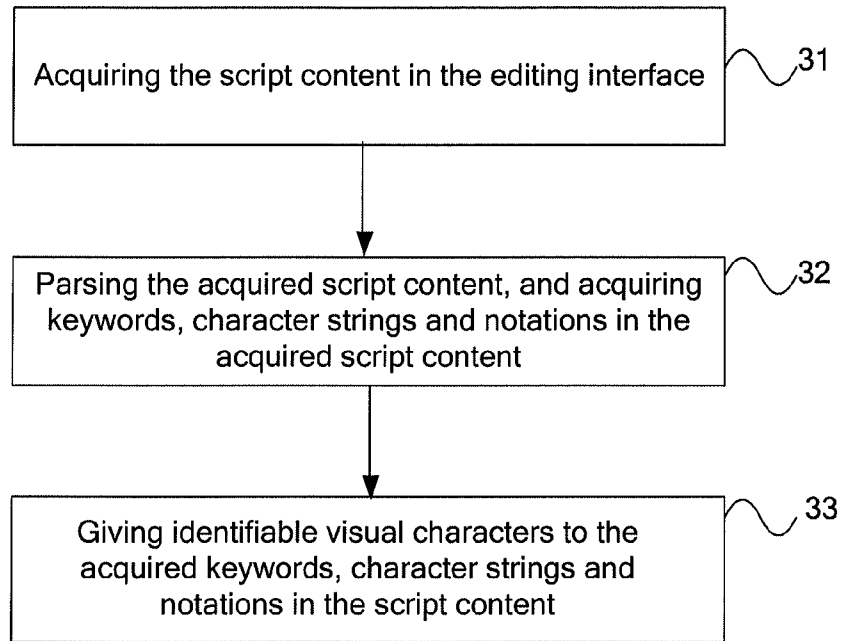 Acquiring the script content in the editing interface
31
Parsing the acquired script content, and acquiring
keywords, character strings and notations in the
acquired script content
32
Giving identifiable visual characters to the
acquired keywords, character strings and
notations in the script content
33